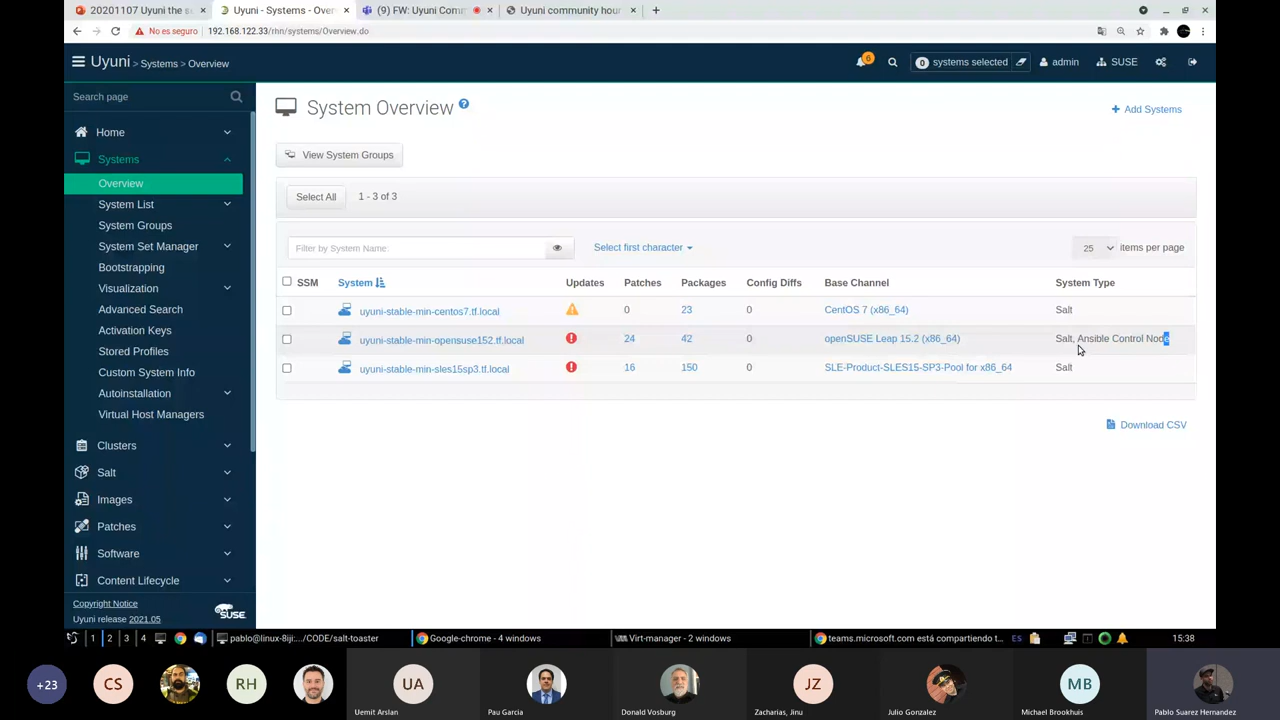 20201107 Uyuni the s
Uyuni - Systems - Over
(9) FW: Uyuni Com
Uyuni community hour
No es seguro
192.168.122.33/rhn/systems/Overview.do
Uyuni > Systems > Overview
6
0 systems selected
admin
SUSE
Search page
Home
Systems
Overview
System List
System Groups
System Set Manager
Bootstrapping
Visualization
Advanced Search
Activation Keys
Stored Profiles
Custom System Info
Autoinstallation
Virtual Host Managers
Clusters
Salt
Images
Patches
Software
Content Lifecycle
Copyright Notice
Uyuni release 2021.05
SUSE
System Overview
Add Systems
View System Groups
Select All
1 - 3 of 3
Filter by System Name:
Select first character
25 items per page
SSM System Updates Patches Packages Config Diffs Base Channel System Type
uyuni-stable-min-centos7.tf.local 0 23 0 CentOS 7 (x86_64) Salt
uyuni-stable-min-opensuse152.tf.local 24 42 0 openSUSE Leap 15.2 (x86_64) Salt, Ansible Control Node
uyuni-stable-min-sles15sp3.tf.local 16 150 0 SLE-Product-SLES15-SP3-Pool for x86_64 Salt
Download CSV
1 2 3 4
pablo@linux-8iji:.../CODE/salt-toaster
Google-chrome - 4 windows
Virt-manager - 2 windows
teams.microsoft.com está compartiendo t...
ES
15:38
+23
CS
RH
UA
JZ
MB
Uemit Arslan
Pau Garcia
Donald Vosburg
Zacharias, Jinu
Julio Gonzalez
Michael Brookhuis
Pablo Suarez Hernandez